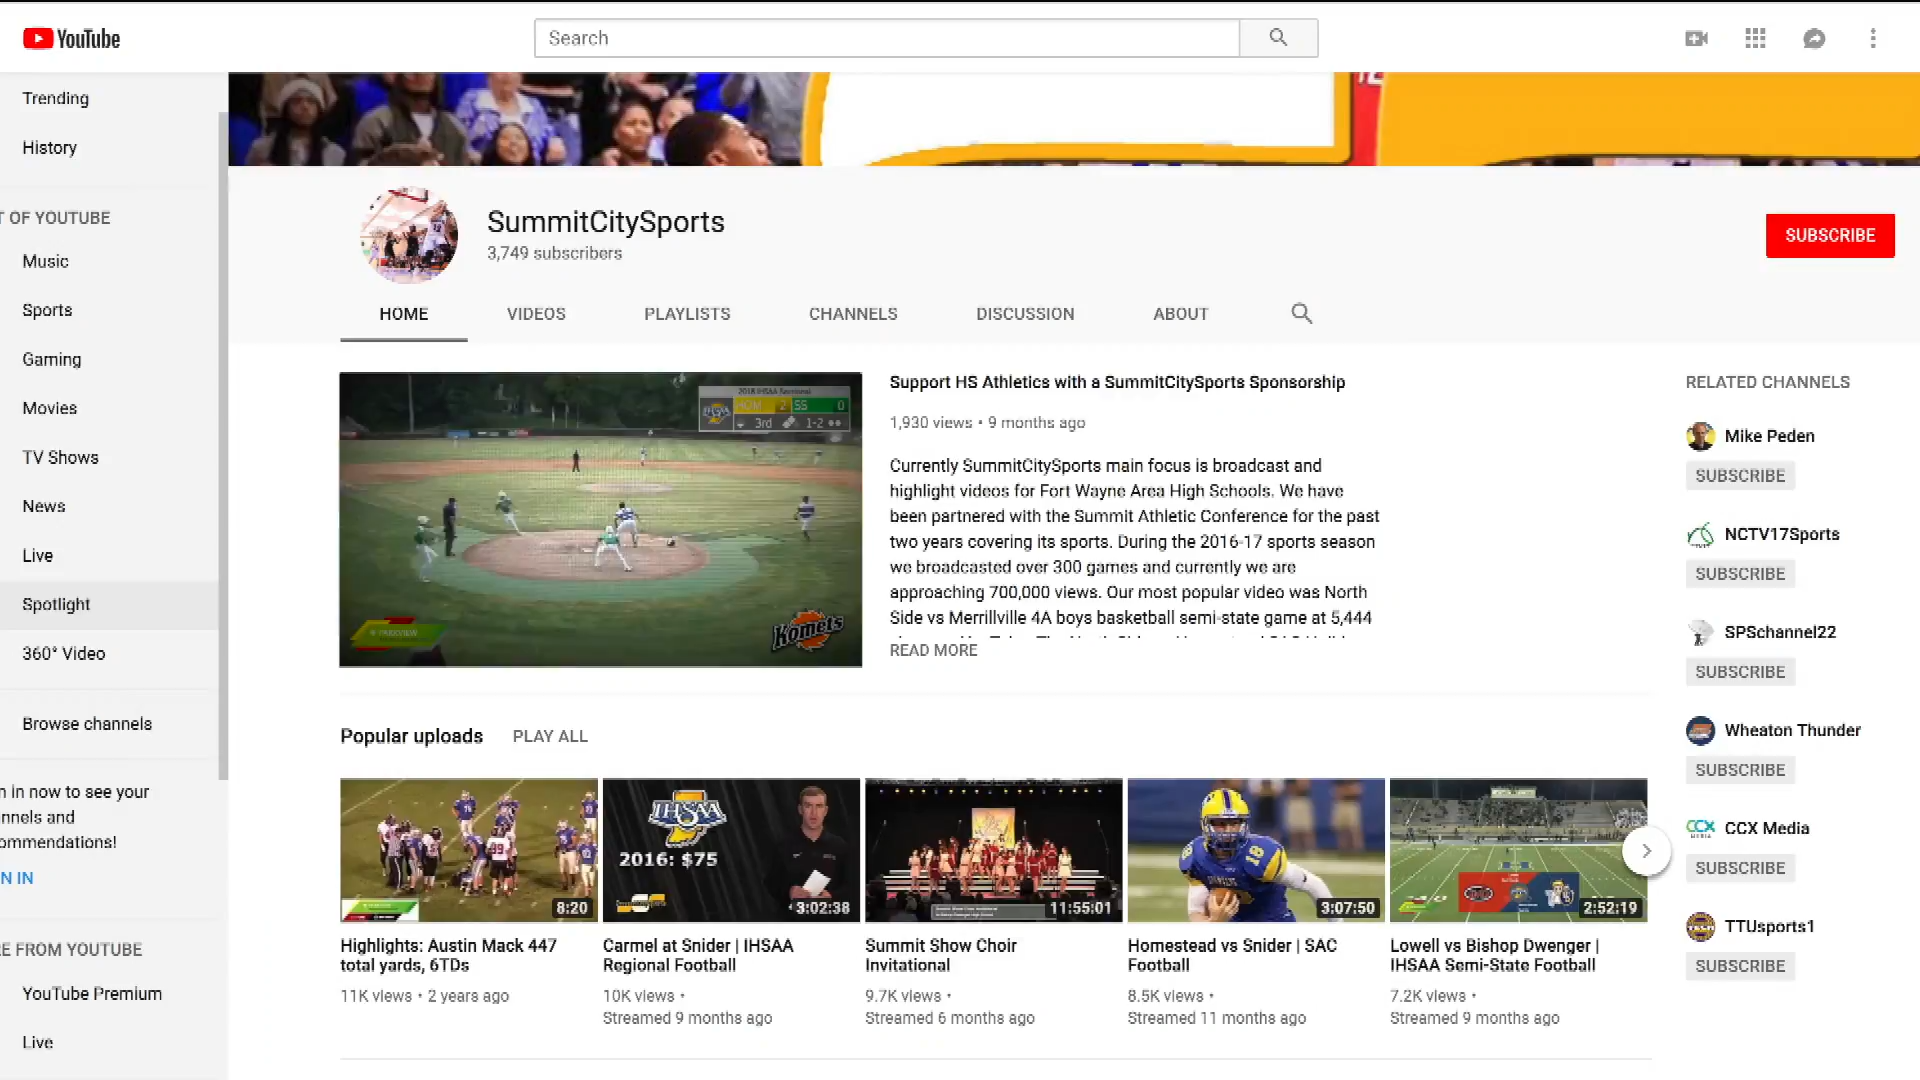 YouTube
Search
Trending
History
T OF YOUTUBE
Music
Sports
Gaming
Movies
TV Shows
News
Live
Spotlight
360° Video
Browse channels
n in now to see your
nnels and
ommendations!
N IN
E FROM YOUTUBE
YouTube Premium
Live
SummitCitySports
3,749 subscribers
SUBSCRIBE
HOME VIDEOS PLAYLISTS CHANNELS DISCUSSION ABOUT
2 SS 0
3rd 1-2
PARKVIEW
Komets
Support HS Athletics with a SummitCitySports Sponsorship
1,930 views • 9 months ago
Currently SummitCitySports main focus is broadcast and
highlight videos for Fort Wayne Area High Schools. We have
been partnered with the Summit Athletic Conference for the past
two years covering its sports. During the 2016-17 sports season
we broadcasted over 300 games and currently we are
approaching 700,000 views. Our most popular video was North
Side vs Merrillville 4A boys basketball semi-state game at 5,444
READ MORE
Popular uploads PLAY ALL
8:20
Highlights: Austin Mack 447
total yards, 6TDs
11K views • 2 years ago
IHSAA
2016: $75
3:02:38
Carmel at Snider | IHSAA
Regional Football
10K views •
Streamed 9 months ago
11:55:01
Summit Show Choir
Invitational
9.7K views •
Streamed 6 months ago
18
3:07:50
Homestead vs Snider | SAC
Football
8.5K views •
Streamed 11 months ago
2:52:19
Lowell vs Bishop Dwenger |
IHSAA Semi-State Football
7.2K views •
Streamed 9 months ago
RELATED CHANNELS
Mike Peden
SUBSCRIBE
NCTV17Sports
SUBSCRIBE
SPSchannel22
SUBSCRIBE
Wheaton Thunder
SUBSCRIBE
CCX Media
SUBSCRIBE
TTUsports1
SUBSCRIBE